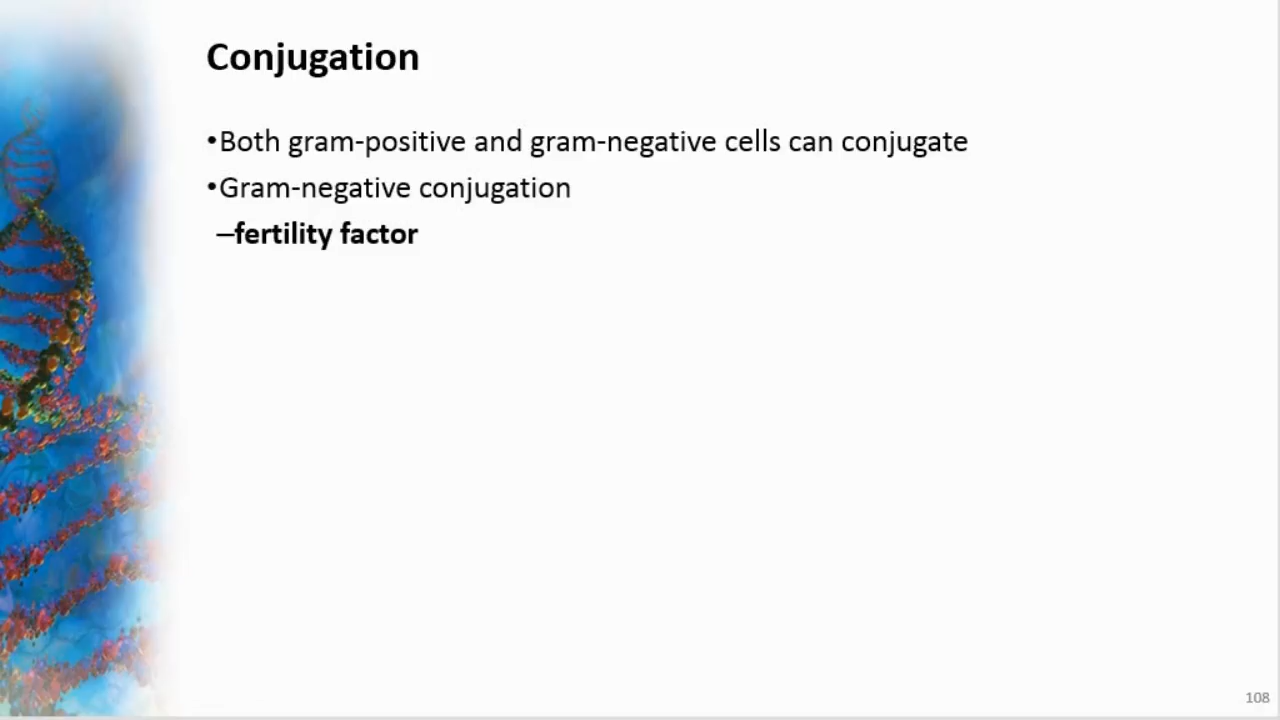 Conjugation
•Both gram-positive and gram-negative cells can conjugate
•Gram-negative conjugation
–fertility factor
108